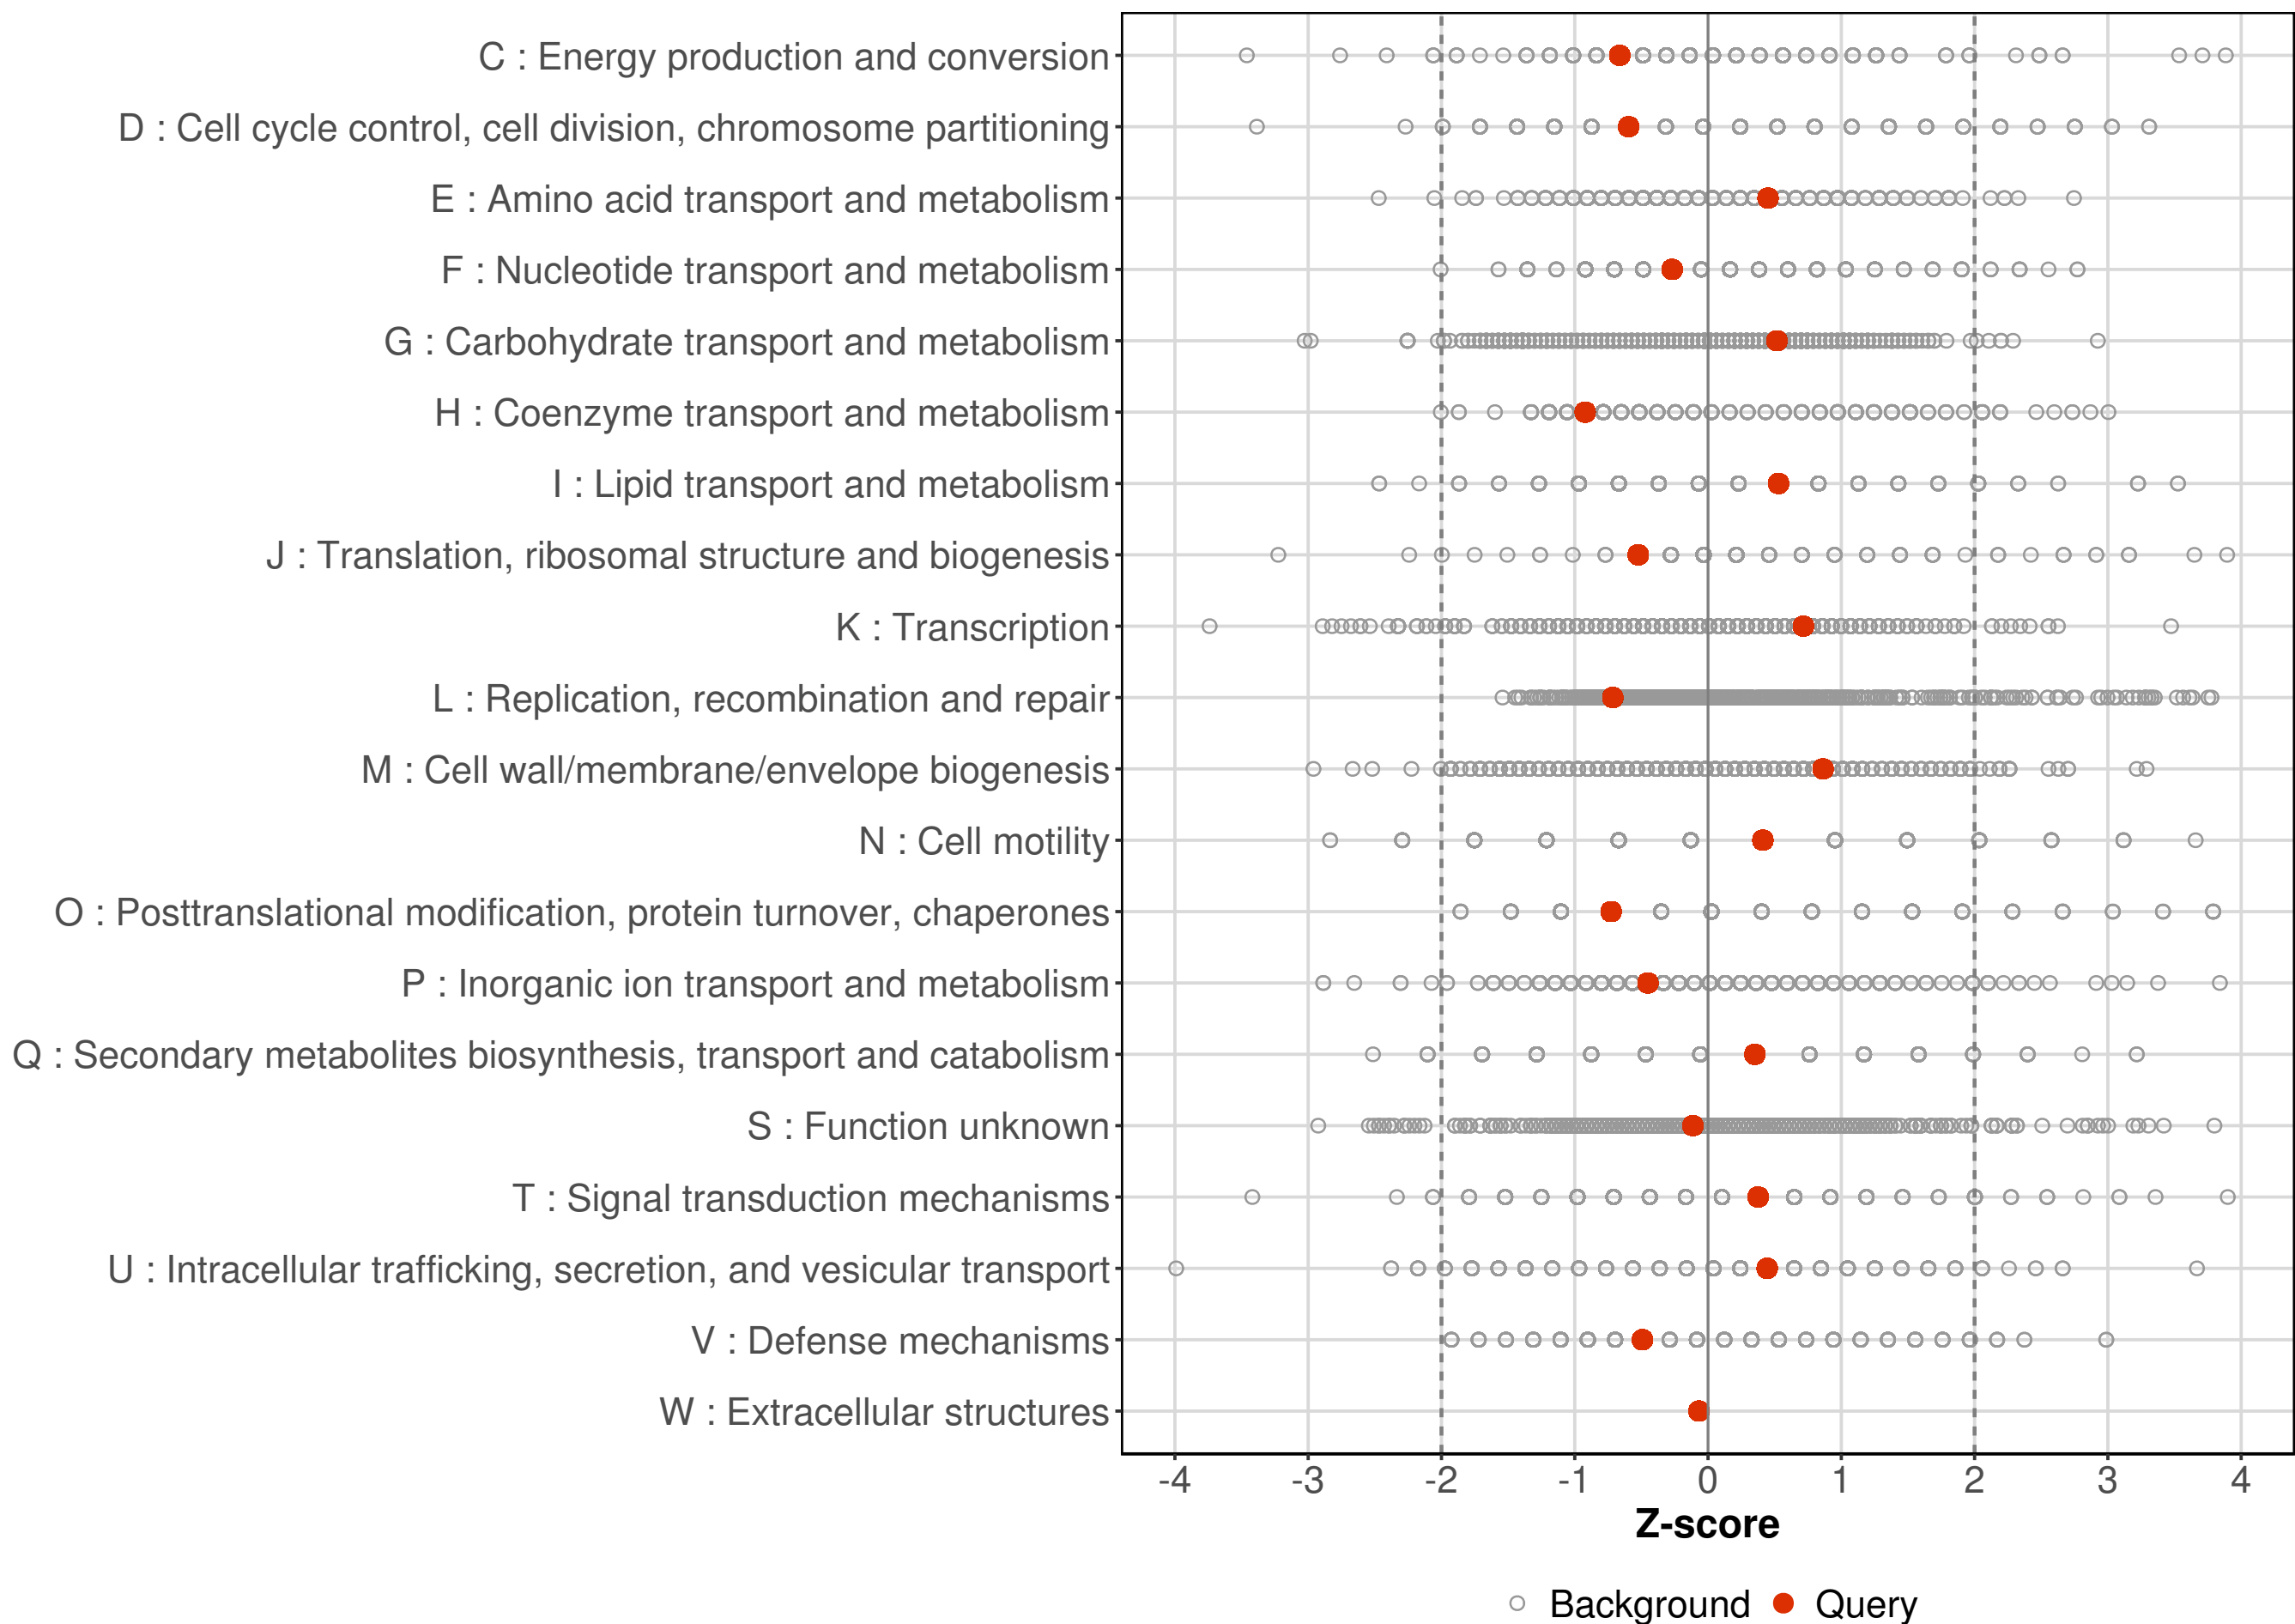 C : Energy production and conversion
D : Cell cycle control, cell division, chromosome partitioning
E : Amino acid transport and metabolism
F : Nucleotide transport and metabolism
G : Carbohydrate transport and metabolism
H : Coenzyme transport and metabolism
I : Lipid transport and metabolism
J : Translation, ribosomal structure and biogenesis
K : Transcription
L : Replication, recombination and repair
M : Cell wall/membrane/envelope biogenesis
N : Cell motility
O : Posttranslational modification, protein turnover, chaperones
P : Inorganic ion transport and metabolism
Q : Secondary metabolites biosynthesis, transport and catabolism
S : Function unknown
T : Signal transduction mechanisms
U : Intracellular trafficking, secretion, and vesicular transport
V : Defense mechanisms
W : Extracellular structures
-4 -3 -2 -1 0 1 2 3 4
Z-score
Background Query